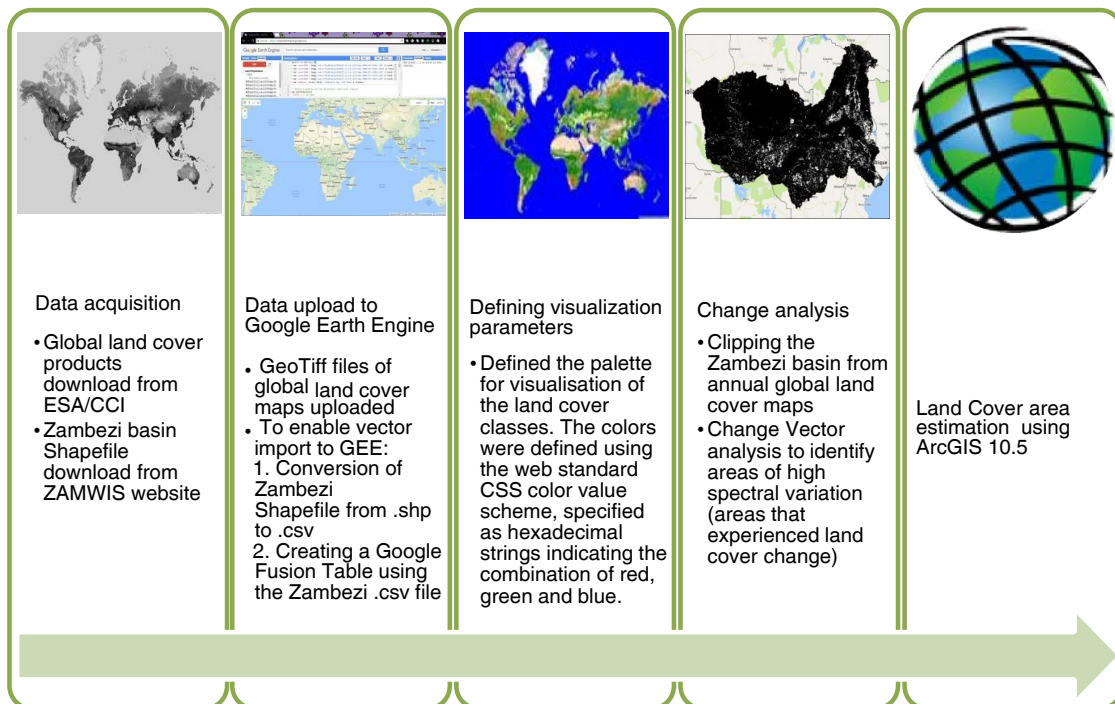 Google Earth Engine
Data acquisition
• Global land cover
products
download from
ESA/CCI
• Zambezi basin
Shapefile
download from
ZAMWIS website
Data upload to
Google Earth Engine
• GeoTiff files of
global land cover
maps uploaded
• To enable vector
import to GEE:
1. Conversion of
Zambezi
Shapefile from .shp
to .csv
2. Creating a Google
Fusion Table using
the Zambezi .csv file
Defining visualization
parameters
• Defined the palette
for visualisation of
the land cover
classes. The colors
were defined using
the web standard
CSS color value
scheme, specified
as hexadecimal
strings indicating the
combination of red,
green and blue.
Change analysis
• Clipping the
Zambezi basin from
annual global land
cover maps
• Change Vector
analysis to identify
areas of high
spectral variation
(areas that
experienced land
cover change)
Land Cover area
estimation using
ArcGIS 10.5